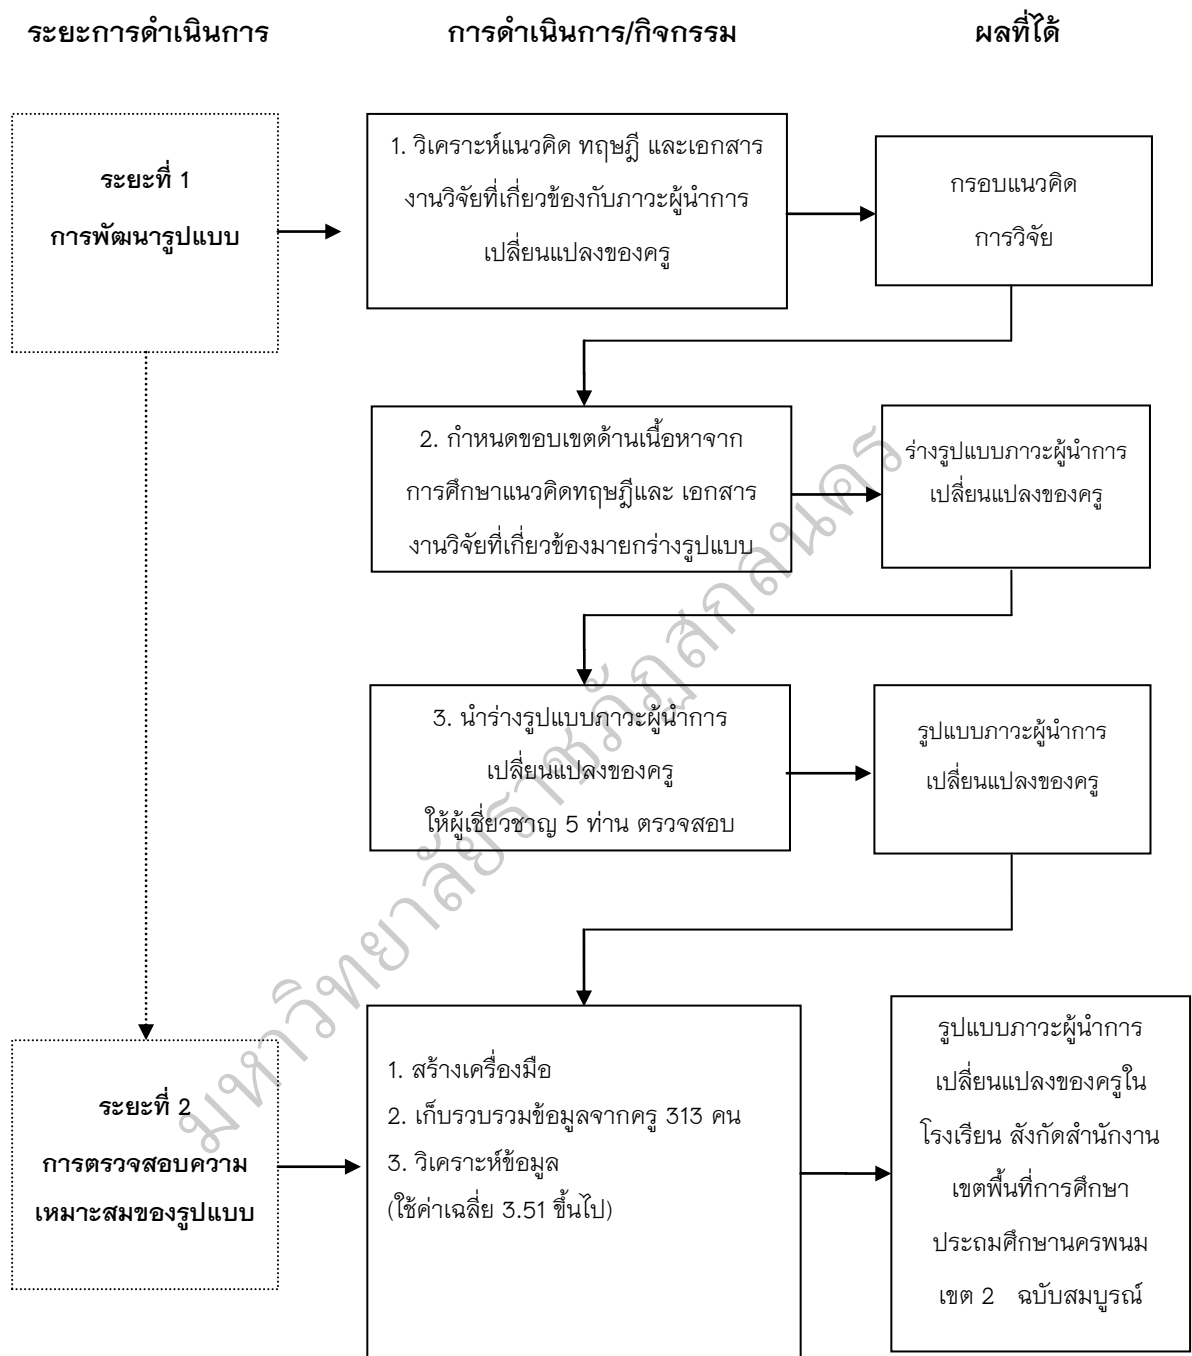 ระยะการดำเนินการ
การดำเนินการ/กิจกรรม
ผลที่ได้
ระยะที่ 1
การพัฒนารูปแบบ
1. วิเคราะห์แนวคิด ทฤษฎี และเอกสาร
งานวิจัยที่เกี่ยวข้องกับภาวะผู้นำการ
เปลี่ยนแปลงของครู
กรอบแนวคิด
การวิจัย
2. กำหนดขอบเขตด้านเนื้อหาจาก
การศึกษาแนวคิดทฤษฎีและ เอกสาร
งานวิจัยที่เกี่ยวข้องมายกร่างรูปแบบ
ร่างรูปแบบภาวะผู้นำการ
เปลี่ยนแปลงของครู
3. นำร่างรูปแบบภาวะผู้นำการ
เปลี่ยนแปลงของครู
ให้ผู้เชี่ยวชาญ 5 ท่าน ตรวจสอบ
รูปแบบภาวะผู้นำการ
เปลี่ยนแปลงของครู
ระยะที่ 2
การตรวจสอบความ
เหมาะสมของรูปแบบ
1. สร้างเครื่องมือ
2. เก็บรวบรวมข้อมูลจากครู 313 คน
3. วิเคราะห์ข้อมูล
(ใช้ค่าเฉลี่ย 3.51 ขึ้นไป)
รูปแบบภาวะผู้นำการ
เปลี่ยนแปลงของครูใน
โรงเรียน สังกัดสำนักงาน
เขตพื้นที่การศึกษา
ประถมศึกษานครพนม
เขต 2 ฉบับสมบูรณ์
มหาวิทยาลัยราชภัฏสกลนคร